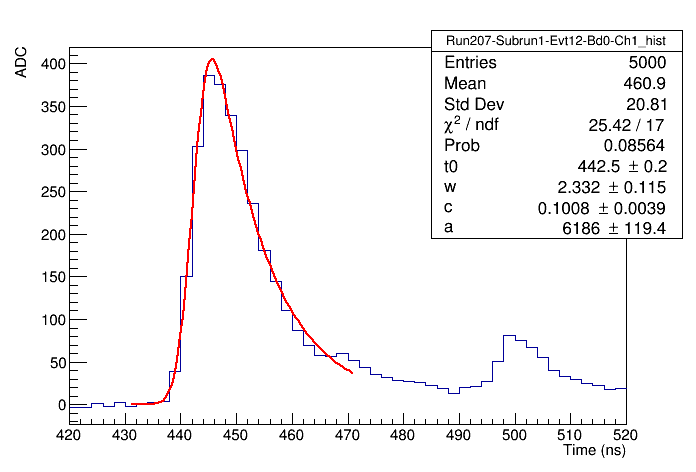 Run207-Subrun1-Evt12-Bd0-Ch1_hist
Entries 5000
Mean 460.9
Std Dev 20.81
χ² / ndf 25.42 / 17
Prob 0.08564
t0 442.5 ± 0.2
w 2.332 ± 0.115
c 0.1008 ± 0.0039
a 6186 ± 119.4
ADC
400
350
300
250
200
150
100
50
0
420 430 440 450 460 470 480 490 500 510 520
Time (ns)